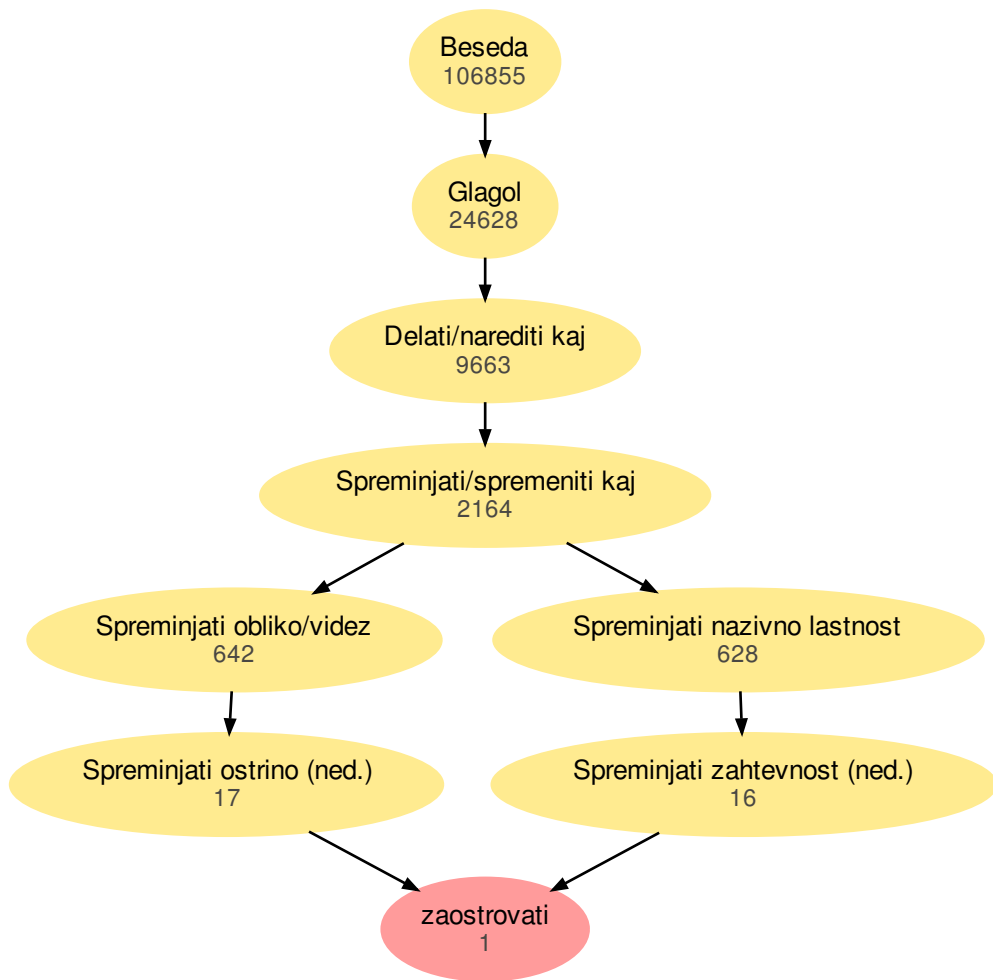 Beseda
106855
Glagol
24628
Delati/narediti kaj
9663
Spreminjati/spremeniti kaj
2164
Spreminjati obliko/videz
642
Spreminjati nazivno lastnost
628
Spreminjati ostrino (ned.)
17
Spreminjati zahtevnost (ned.)
16
zaostrovati
1